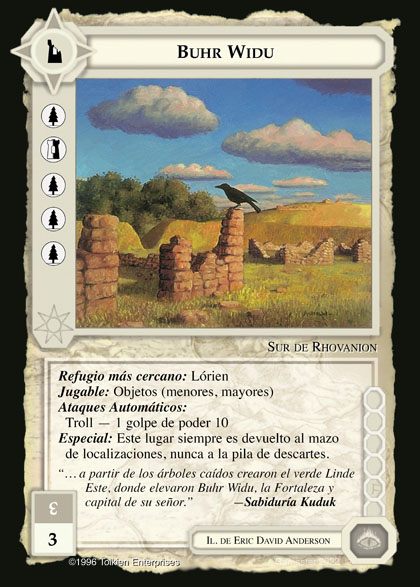 BUHR WIDU
SUR DE RHOVANION
Refugio más cercano: Lórien
Jugable: Objetos (menores, mayores)
Ataques Automáticos:
Troll — 1 golpe de poder 10
Especial: Este lugar siempre es devuelto al mazo
de localizaciones, nunca a la pila de descartes.
“… a partir de los árboles caídos crearon el verde Linde
Este, donde elevaron Buhr Widu, la Fortaleza y
capital de su señor.” —Sabiduría Kuduk
3
IL. DE ERIC DAVID ANDERSON
©1996 Tolkien Enterprises